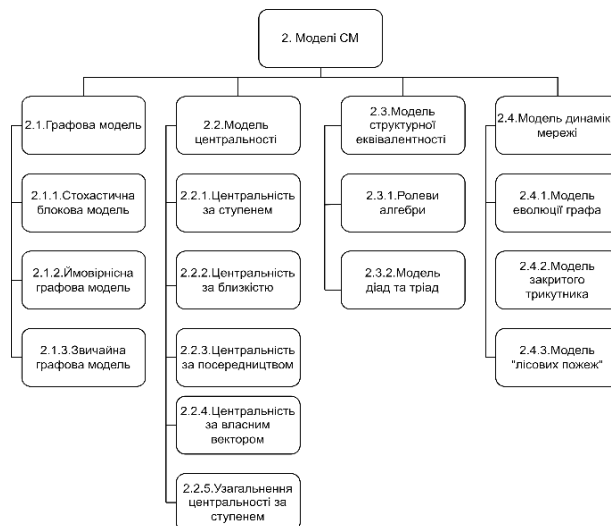 2. Моделі СМ
2.1.Графова модель
2.1.1.Стохастична
блокова модель
2.1.2.Ймовірнісна
графова модель
2.1.3.Звичайна
графова модель
2.2.Модель
центральності
2.2.1.Центральність
за ступенем
2.2.2.Центральність
за близкістю
2.2.3.Центральність
за посередництвом
2.2.4.Центральність
за власним
вектором
2.2.5.Узагальнення
центральності за
ступенем
2.3.Модель
структурної
еквівалентності
2.3.1.Ролеви
алгебри
2.3.2.Модель
діад та тріад
2.4.Модель динамік
мережі
2.4.1.Модель
еволюції графа
2.4.2.Модель
закритого
трикутника
2.4.3.Модель
"лісових пожеж"